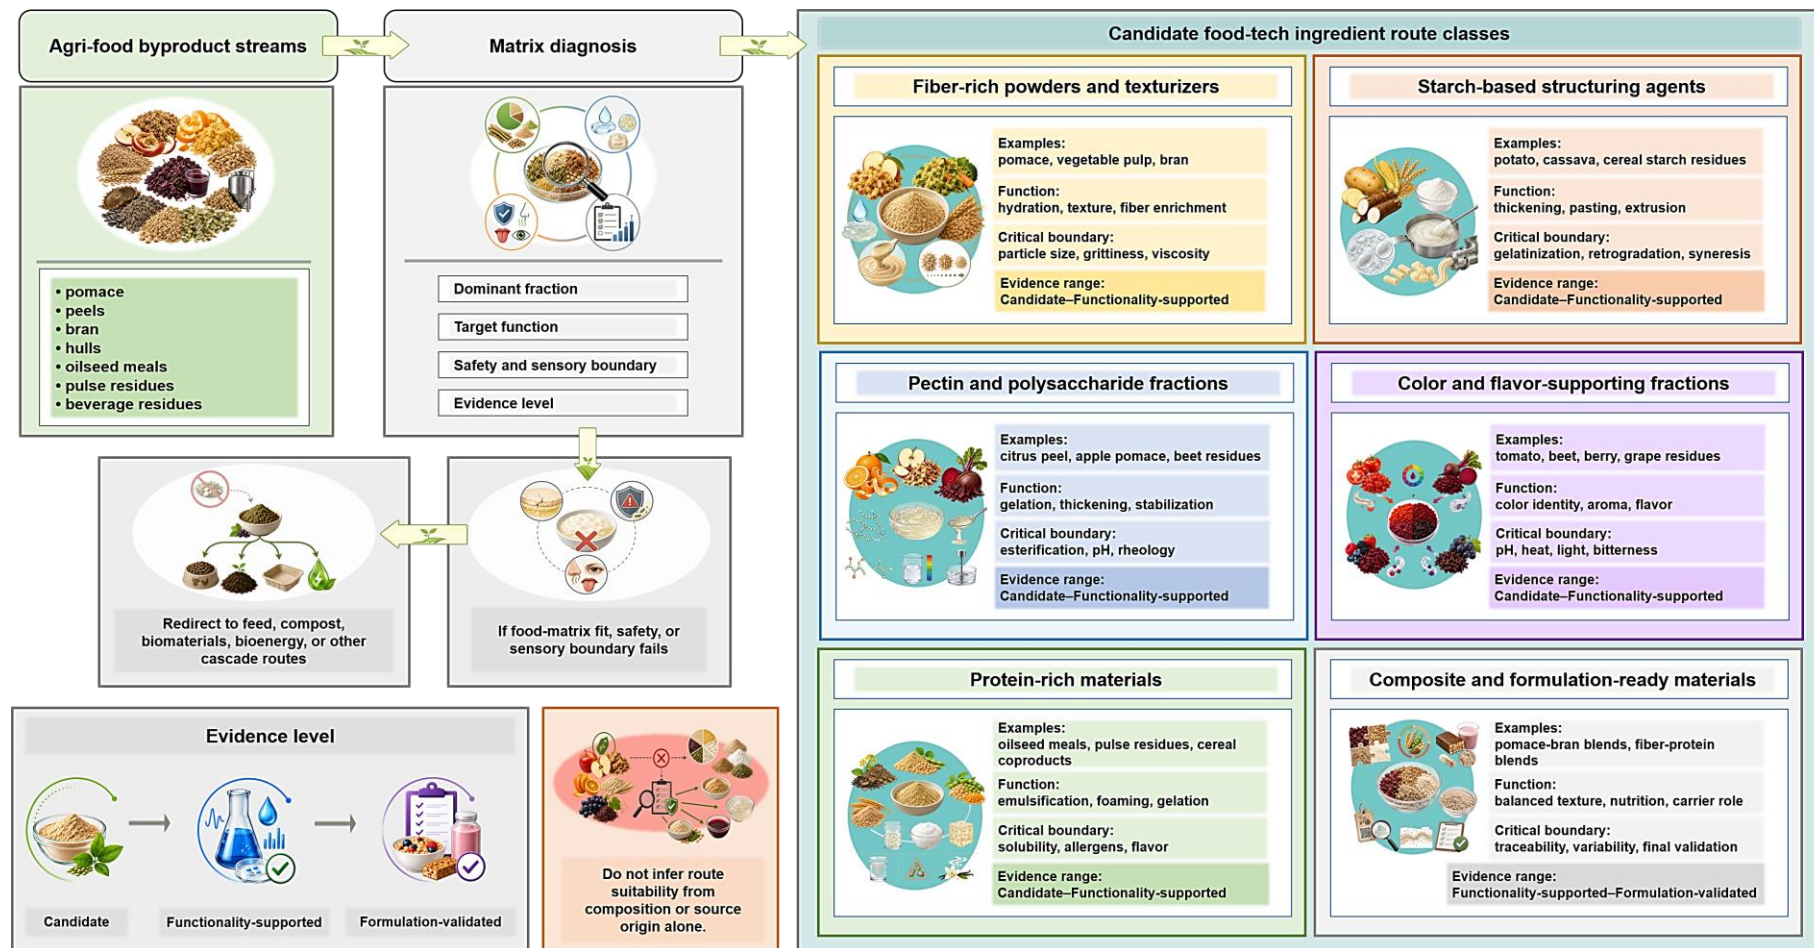 Agri-food byproduct streams
Matrix diagnosis
• pomace
• peels
• bran
• hulls
• oilseed meals
• pulse residues
• beverage residues
Dominant fraction
Target function
Safety and sensory boundary
Evidence level
Redirect to feed, compost,
biomaterials, bioenergy, or other
cascade routes
If food-matrix fit, safety, or
sensory boundary fails
Evidence level
Candidate
Functionality-supported
Formulation-validated
Do not infer route
suitability from
composition or source
origin alone.
Candidate food-tech ingredient route classes
Fiber-rich powders and texturizers
Examples:
pomace, vegetable pulp, bran
Function:
hydration, texture, fiber enrichment
Critical boundary:
particle size, grittiness, viscosity
Evidence range:
Candidate–Functionality-supported
Starch-based structuring agents
Examples:
potato, cassava, cereal starch residues
Function:
thickening, pasting, extrusion
Critical boundary:
gelatinization, retrogradation, syneresis
Evidence range:
Candidate–Functionality-supported
Pectin and polysaccharide fractions
Examples:
citrus peel, apple pomace, beet residues
Function:
gelation, thickening, stabilization
Critical boundary:
esterification, pH, rheology
Evidence range:
Candidate–Functionality-supported
Color and flavor-supporting fractions
Examples:
tomato, beet, berry, grape residues
Function:
color identity, aroma, flavor
Critical boundary:
pH, heat, light, bitterness
Evidence range:
Candidate–Functionality-supported
Protein-rich materials
Examples:
oilseed meals, pulse residues, cereal
coproducts
Function:
emulsification, foaming, gelation
Critical boundary:
solubility, allergens, flavor
Evidence range:
Candidate–Functionality-supported
Composite and formulation-ready materials
Examples:
pomace-bran blends, fiber-protein
blends
Function:
balanced texture, nutrition, carrier role
Critical boundary:
traceability, variability, final validation
Evidence range:
Functionality-supported–Formulation-validated